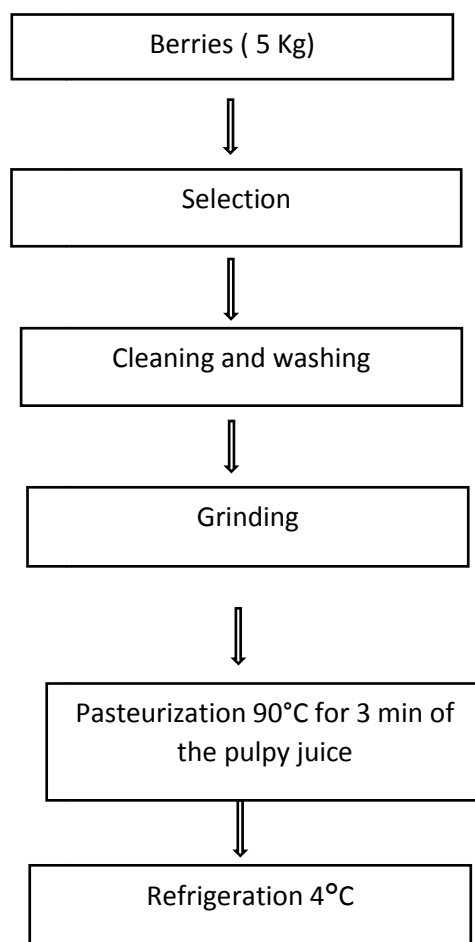 Berries ( 5 Kg)
Selection
Cleaning and washing
Grinding
Pasteurization 90°C for 3 min of
the pulpy juice
Refrigeration 4°C